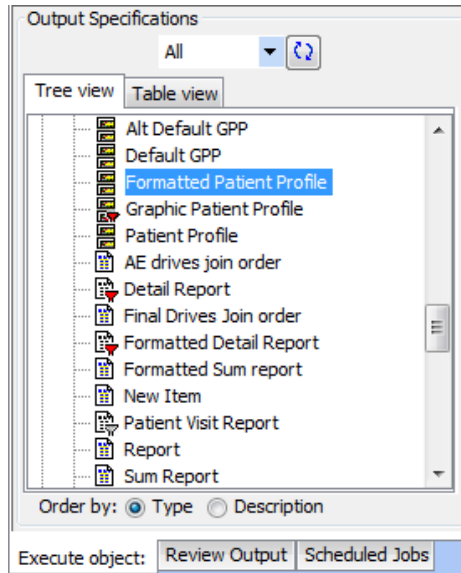 Output Specifications
All
Tree view Table view
Alt Default GPP
Default GPP
Formatted Patient Profile
Graphic Patient Profile
Patient Profile
AE drives join order
Detail Report
Final Drives Join order
Formatted Detail Report
Formatted Sum report
New Item
Patient Visit Report
Report
Sum Report
Order by: Type Description
Execute object: Review Output Scheduled Jobs